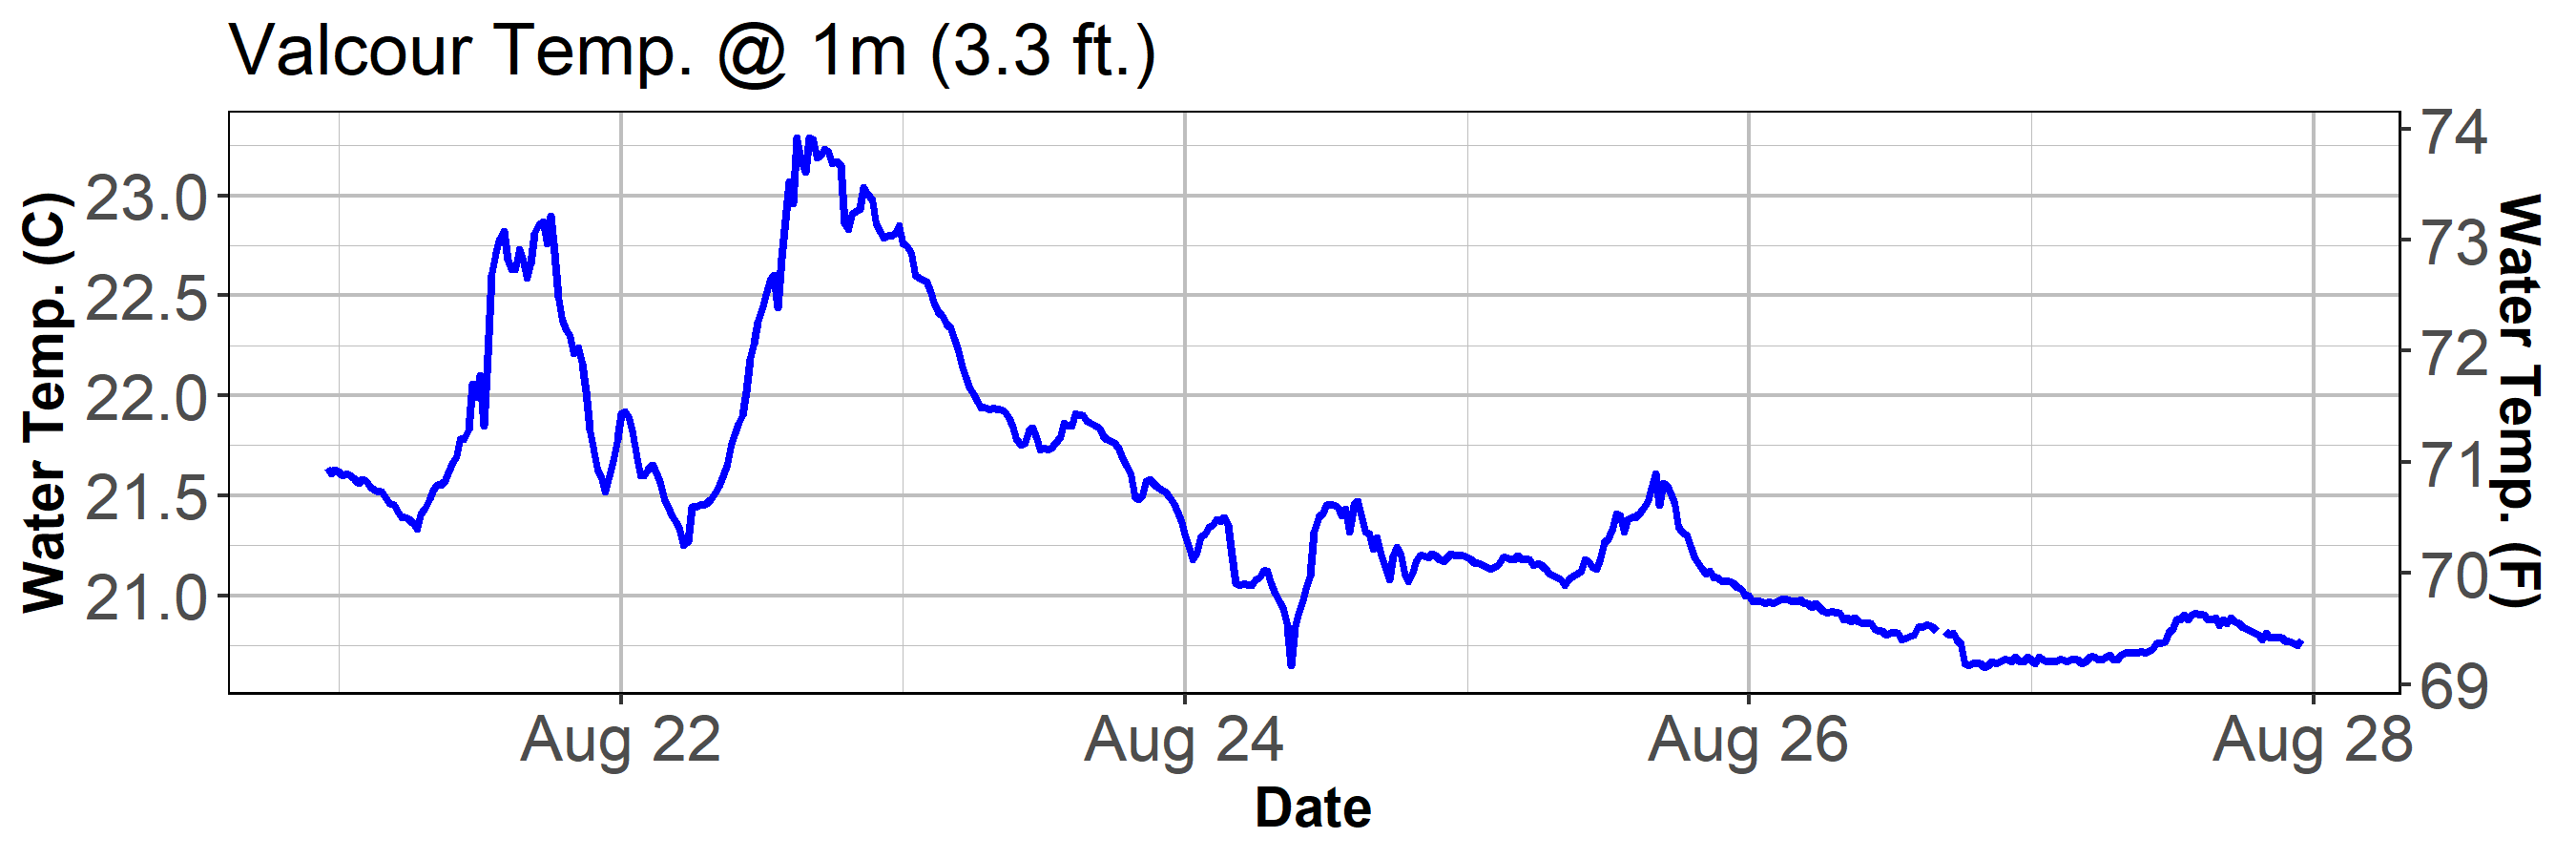 Valcour Temp. @ 1m (3.3 ft.)
Water Temp. (C)
23.0
22.5
22.0
21.5
21.0
74
73
72
71
70
69
Water Temp. (F)
Aug 22
Aug 24
Aug 26
Aug 28
Date